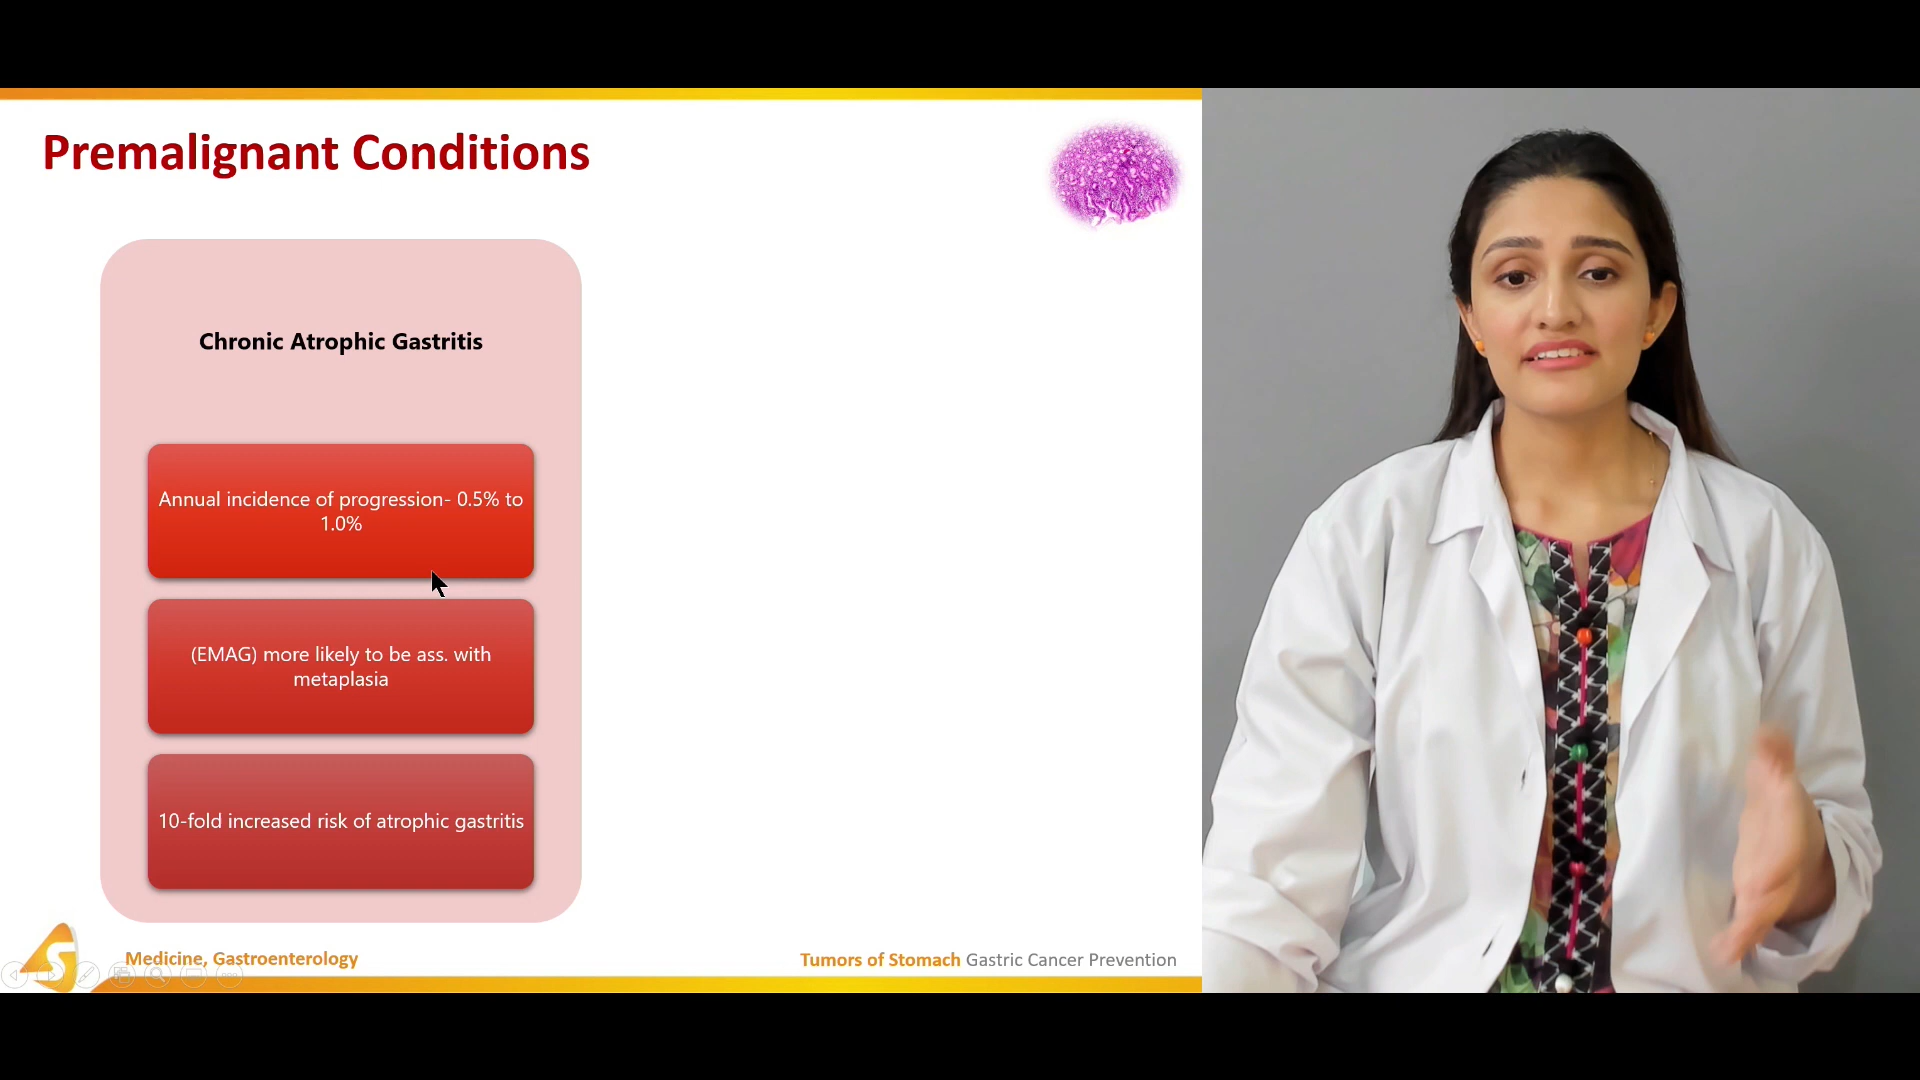 Premalignant Conditions
Chronic Atrophic Gastritis
Annual incidence of progression- 0.5% to
1.0%
(EMAG) more likely to be ass. with
metaplasia
10-fold increased risk of atrophic gastritis
S
Medicine, Gastroenterology
Tumors of Stomach Gastric Cancer Prevention